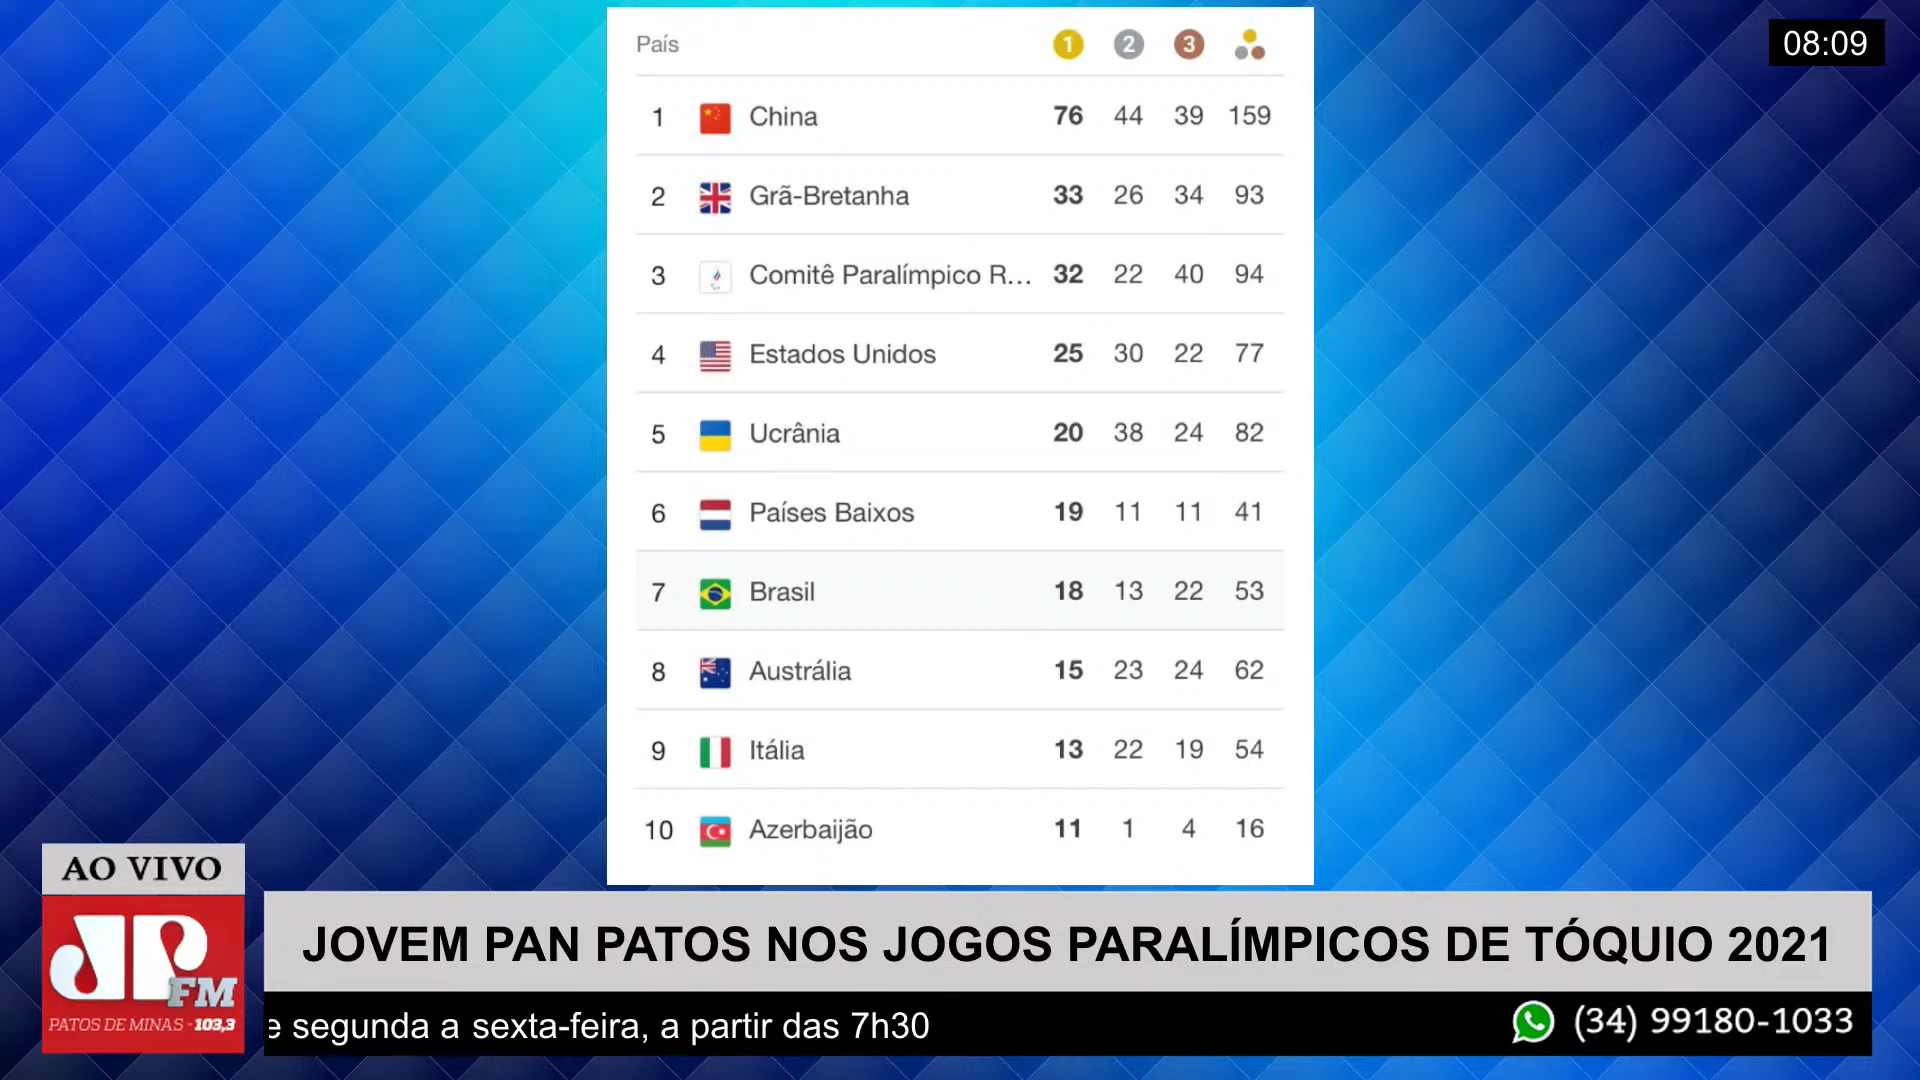 País 1 2 3
08:09
1 China 76 44 39 159
2 Grã-Bretanha 33 26 34 93
3 Comitê Paralímpico R... 32 22 40 94
4 Estados Unidos 25 30 22 77
5 Ucrânia 20 38 24 82
6 Países Baixos 19 11 11 41
7 Brasil 18 13 22 53
8 Austrália 15 23 24 62
9 Itália 13 22 19 54
10 Azerbaijão 11 1 4 16
AO VIVO
JP FM
PATOS DE MINAS - 103,3
JOVEM PAN PATOS NOS JOGOS PARALÍMPICOS DE TÓQUIO 2021
e segunda a sexta-feira, a partir das 7h30
(34) 99180-1033